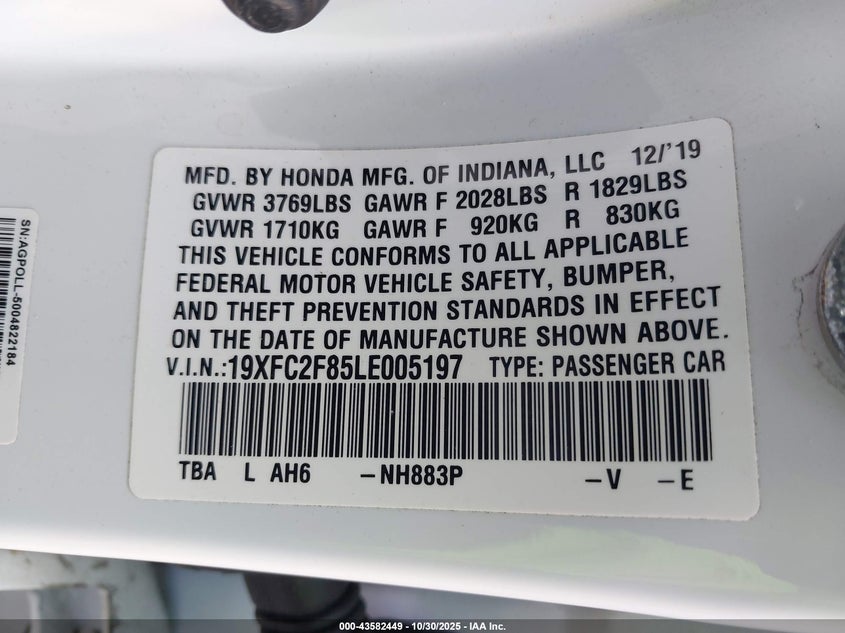 MFD. BY HONDA MFG. OF INDIANA, LLC 12/'19
GVWR 3769LBS GAWR F 2028LBS R 1829LBS
GVWR 1710KG GAWR F 920KG R 830KG
THIS VEHICLE CONFORMS TO ALL APPLICABLE
FEDERAL MOTOR VEHICLE SAFETY, BUMPER,
AND THEFT PREVENTION STANDARDS IN EFFECT
ON THE DATE OF MANUFACTURE SHOWN ABOVE.
V.I.N.:19XFC2F85LE005197 TYPE: PASSENGER CAR
TBA L AH6 –NH883P –V –E
SN:AGPOLL-5004822184
000-43582449 - 10/30/2025 - IAA Inc.